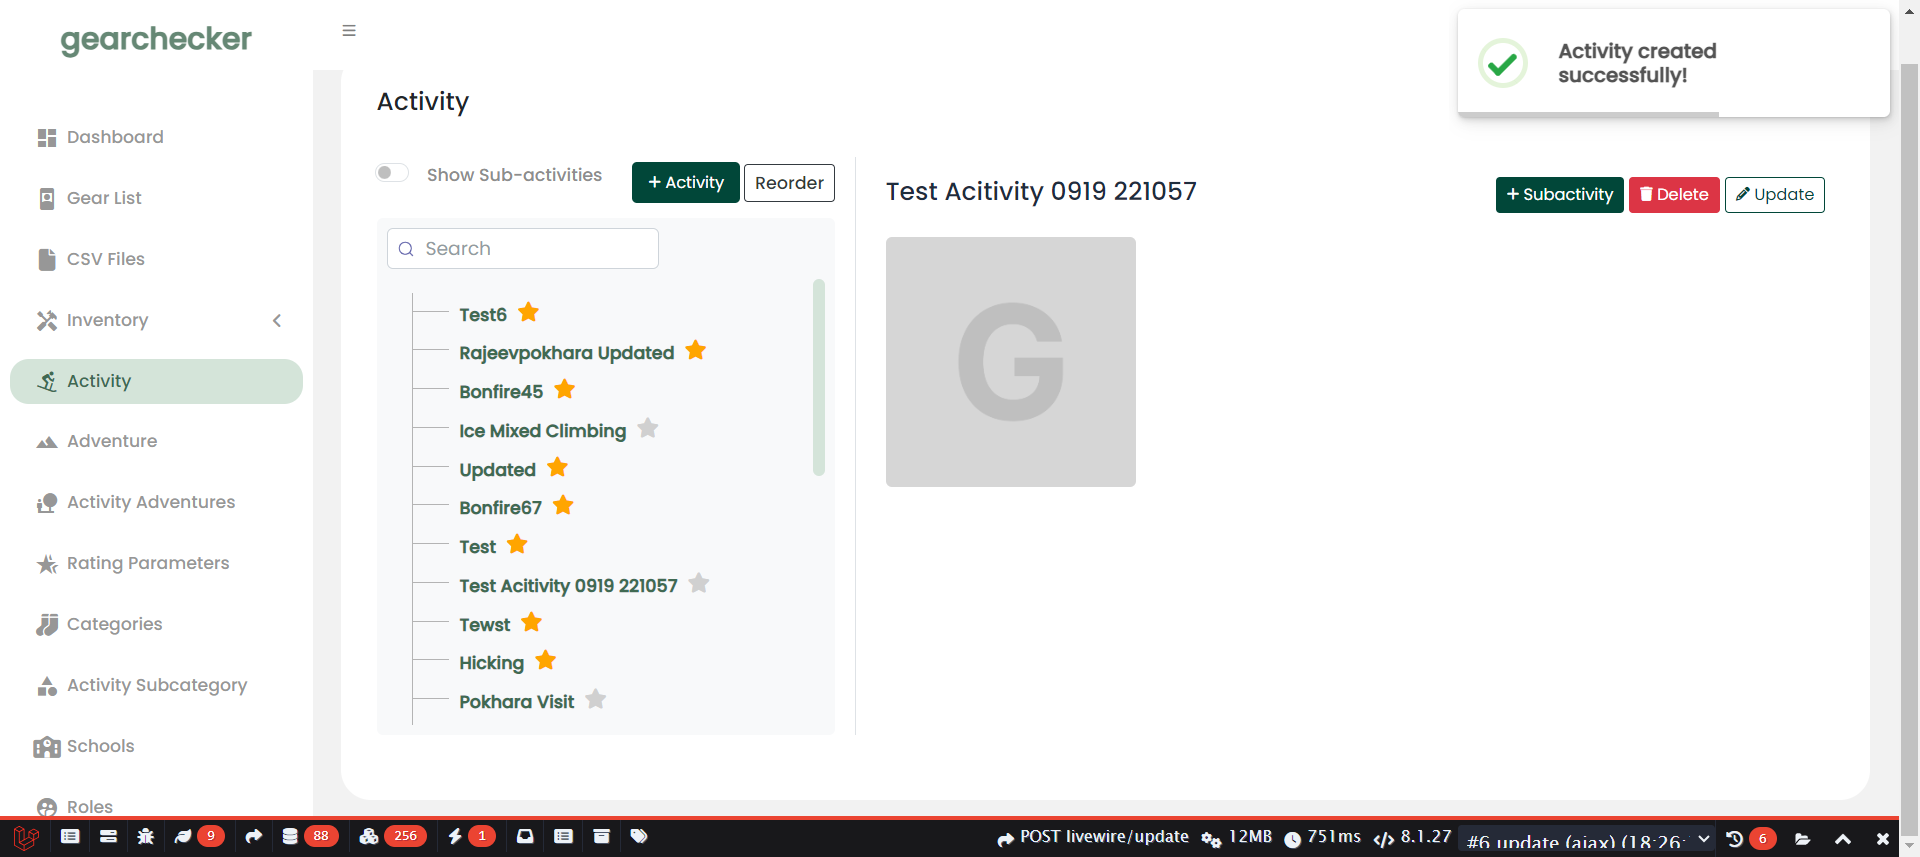 gearchecker
Activity created
successfully!
Activity
Dashboard
Gear List
CSV Files
Inventory
Activity
Adventure
Activity Adventures
Rating Parameters
Categories
Activity Subcategory
Schools
Roles
Show Sub-activities
+ Activity
Reorder
Search
Test6
Rajeevpokhara Updated
Bonfire45
Ice Mixed Climbing
Updated
Bonfire67
Test
Test Acitivity 0919 221057
Tewst
Hicking
Pokhara Visit
Test Acitivity 0919 221057
+ Subactivity
Delete
Update
G
9
88
256
1
POST livewire/update
12MB
751ms
8.1.27
#6 update (ajax) (18:26:
6